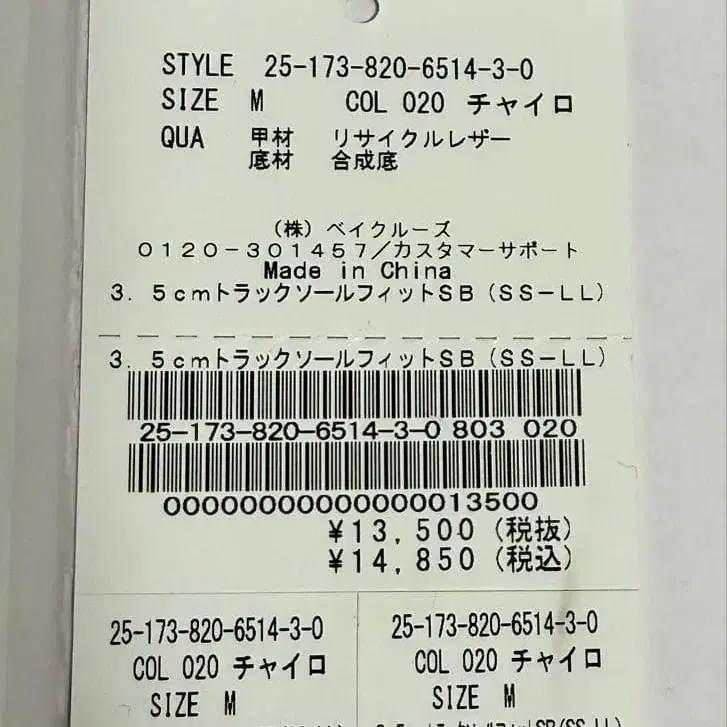 STYLE 25-173-820-6514-3-0
SIZE M COL 020 チャイロ
QUA 甲材 リサイクルレザー
底材 合成底
(株)ベイクルーズ
0120-301457/カスタマーサポート
Made in China
3.5cmトラックソールフィットSB(SS-LL)
3.5cmトラックソールフィットSB(SS-LL)
25-173-820-6514-3-0 803 020
00000000000000013500
¥13,500(税抜)
¥14,850(税込)
25-173-820-6514-3-0
COL 020 チャイロ
SIZE M
25-173-820-6514-3-0
COL 020 チャイロ
SIZE M